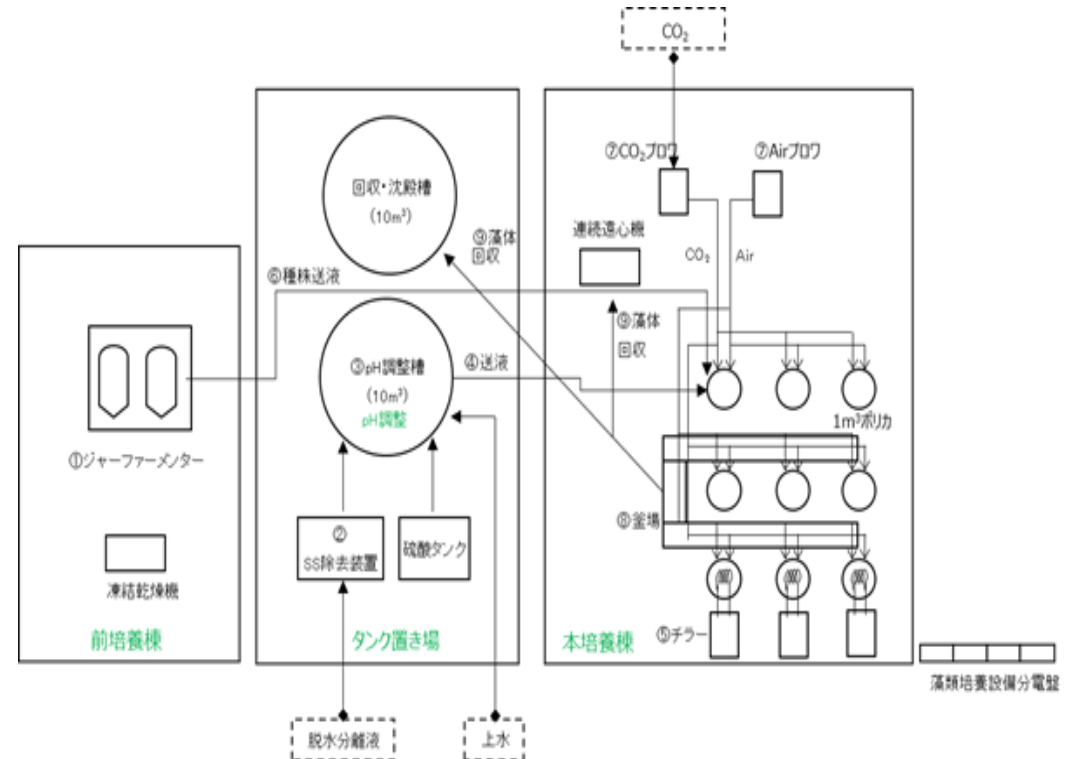 CO₂
⑦CO₂ブロワ
⑦Airブロワ
回収・沈殿槽
(10m³)
⑨藻体
回収
連続遠心機
CO₂
Air
⑥種株送液
⑨藻体
回収
③pH調整槽
(10m³)
pH調整
④送液
1m³ポリカ
①ジャーファーメンター
②
SS除去装置
硫酸タンク
⑧釜場
凍結乾燥機
前培養棟
タンク置き場
本培養棟
⑤チラー
藻類培養設備分電盤
脱水分離液
上水